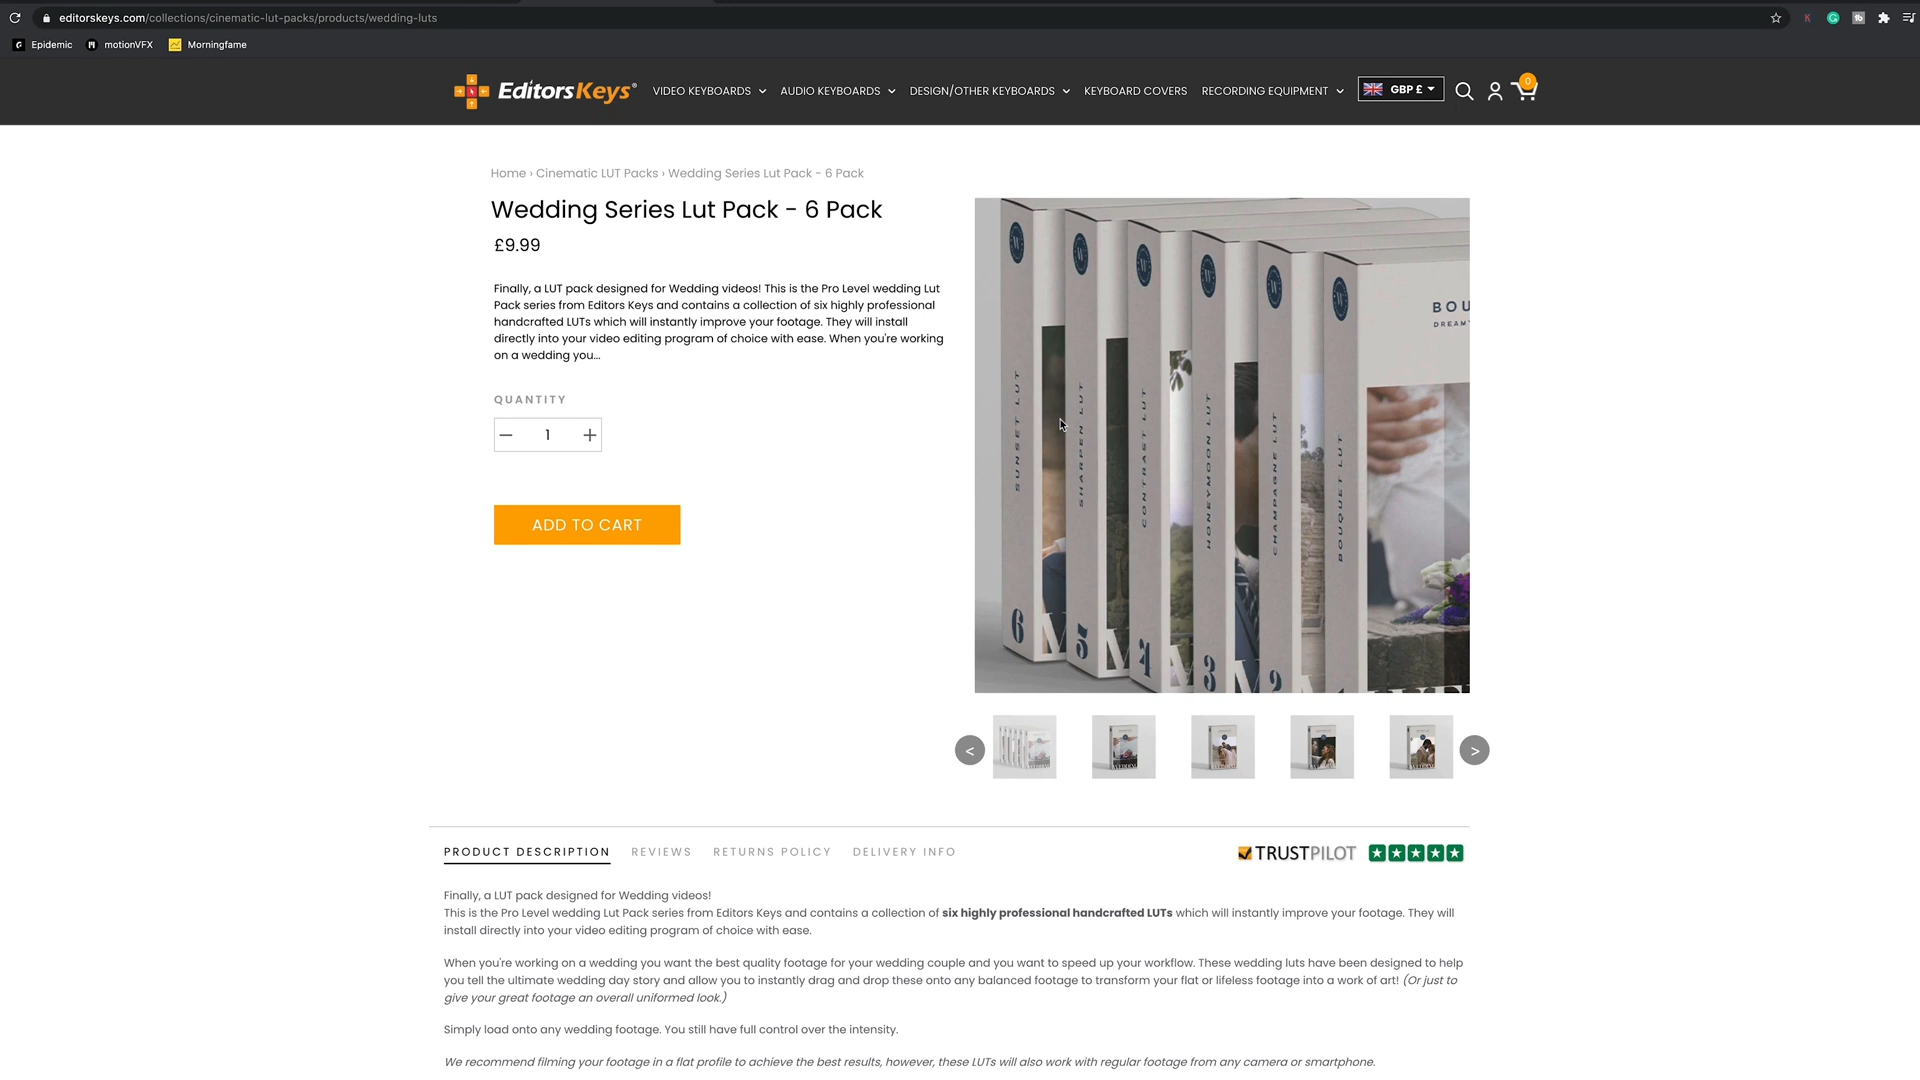 editorskeys.com/collections/cinematic-lut-packs/products/wedding-luts
Epidemic
motionVFX
Morningfame
EditorsKeys®
VIDEO KEYBOARDS
AUDIO KEYBOARDS
DESIGN/OTHER KEYBOARDS
KEYBOARD COVERS
RECORDING EQUIPMENT
GBP £
0
Home › Cinematic LUT Packs › Wedding Series Lut Pack - 6 Pack
Wedding Series Lut Pack - 6 Pack
£9.99
Finally, a LUT pack designed for Wedding videos! This is the Pro Level wedding Lut
Pack series from Editors Keys and contains a collection of six highly professional
handcrafted LUTs which will instantly improve your footage. They will install
directly into your video editing program of choice with ease. When you're working
on a wedding you...
QUANTITY
1
ADD TO CART
SUNSET LUT
SHARPEN LUT
CONTRAST LUT
HONEYMOON LUT
CHAMPAGNE LUT
BOUQUET LUT
BOU
DREAM
6
5
4
3
2
< >
PRODUCT DESCRIPTION
REVIEWS
RETURNS POLICY
DELIVERY INFO
TRUSTPILOT
Finally, a LUT pack designed for Wedding videos!
This is the Pro Level wedding Lut Pack series from Editors Keys and contains a collection of six highly professional handcrafted LUTs which will instantly improve your footage. They will
install directly into your video editing program of choice with ease.
When you're working on a wedding you want the best quality footage for your wedding couple and you want to speed up your workflow. These wedding luts have been designed to help
you tell the ultimate wedding day story and allow you to instantly drag and drop these onto any balanced footage to transform your flat or lifeless footage into a work of art! (Or just to
give your great footage an overall uniformed look.)
Simply load onto any wedding footage. You still have full control over the intensity.
We recommend filming your footage in a flat profile to achieve the best results, however, these LUTs will also work with regular footage from any camera or smartphone.